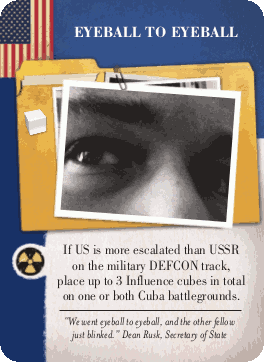 EYEBALL TO EYEBALL
If US is more escalated than USSR
on the military DEFCON track,
place up to 3 Influence cubes in total
on one or both Cuba battlegrounds.
"We went eyeball to eyeball, and the other fellow
just blinked." Dean Rusk, Secretary of State